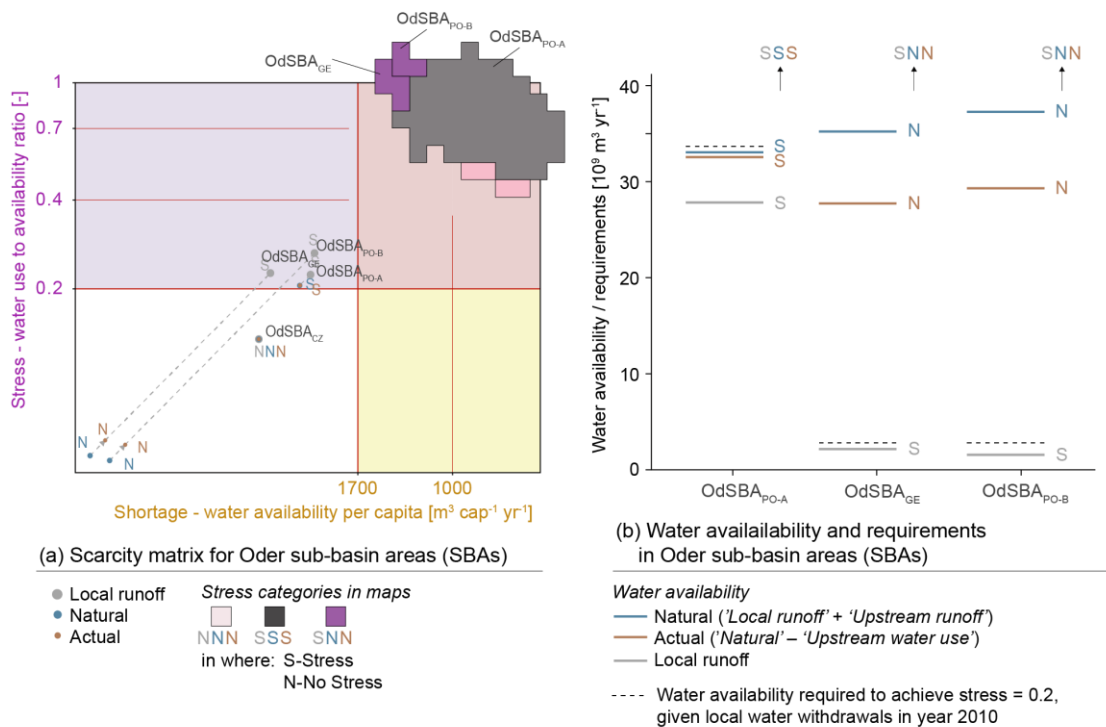 OdSBA PO-B
OdSBA PO-A
OdSBA GE
Stress - water use to availability ratio [-]
1
0.7
0.4
0.2
S
OdSBA PO-B
OdSBA GE
S
OdSBA PO-A
S
S
OdSBA CZ
NNN
N
N
N
N
1700
1000
Shortage - water availability per capita [m³ cap⁻¹ yr⁻¹]
(a) Scarcity matrix for Oder sub-basin areas (SBAs)
Local runoff
Natural
Actual
Stress categories in maps
NNN
SSS
SNN
in where: S-Stress
N-No Stress
SSS
SNN
SNN
Water availability / requirements [10⁹ m³ yr⁻¹]
40
30
20
10
0
S
S
S
N
N
S
N
N
S
OdSBA PO-A
OdSBA GE
OdSBA PO-B
(b) Water availailability and requirements
in Oder sub-basin areas (SBAs)
Water availability
Natural ('Local runoff' + 'Upstream runoff')
Actual ('Natural' – 'Upstream water use')
Local runoff
Water availability required to achieve stress = 0.2,
given local water withdrawals in year 2010